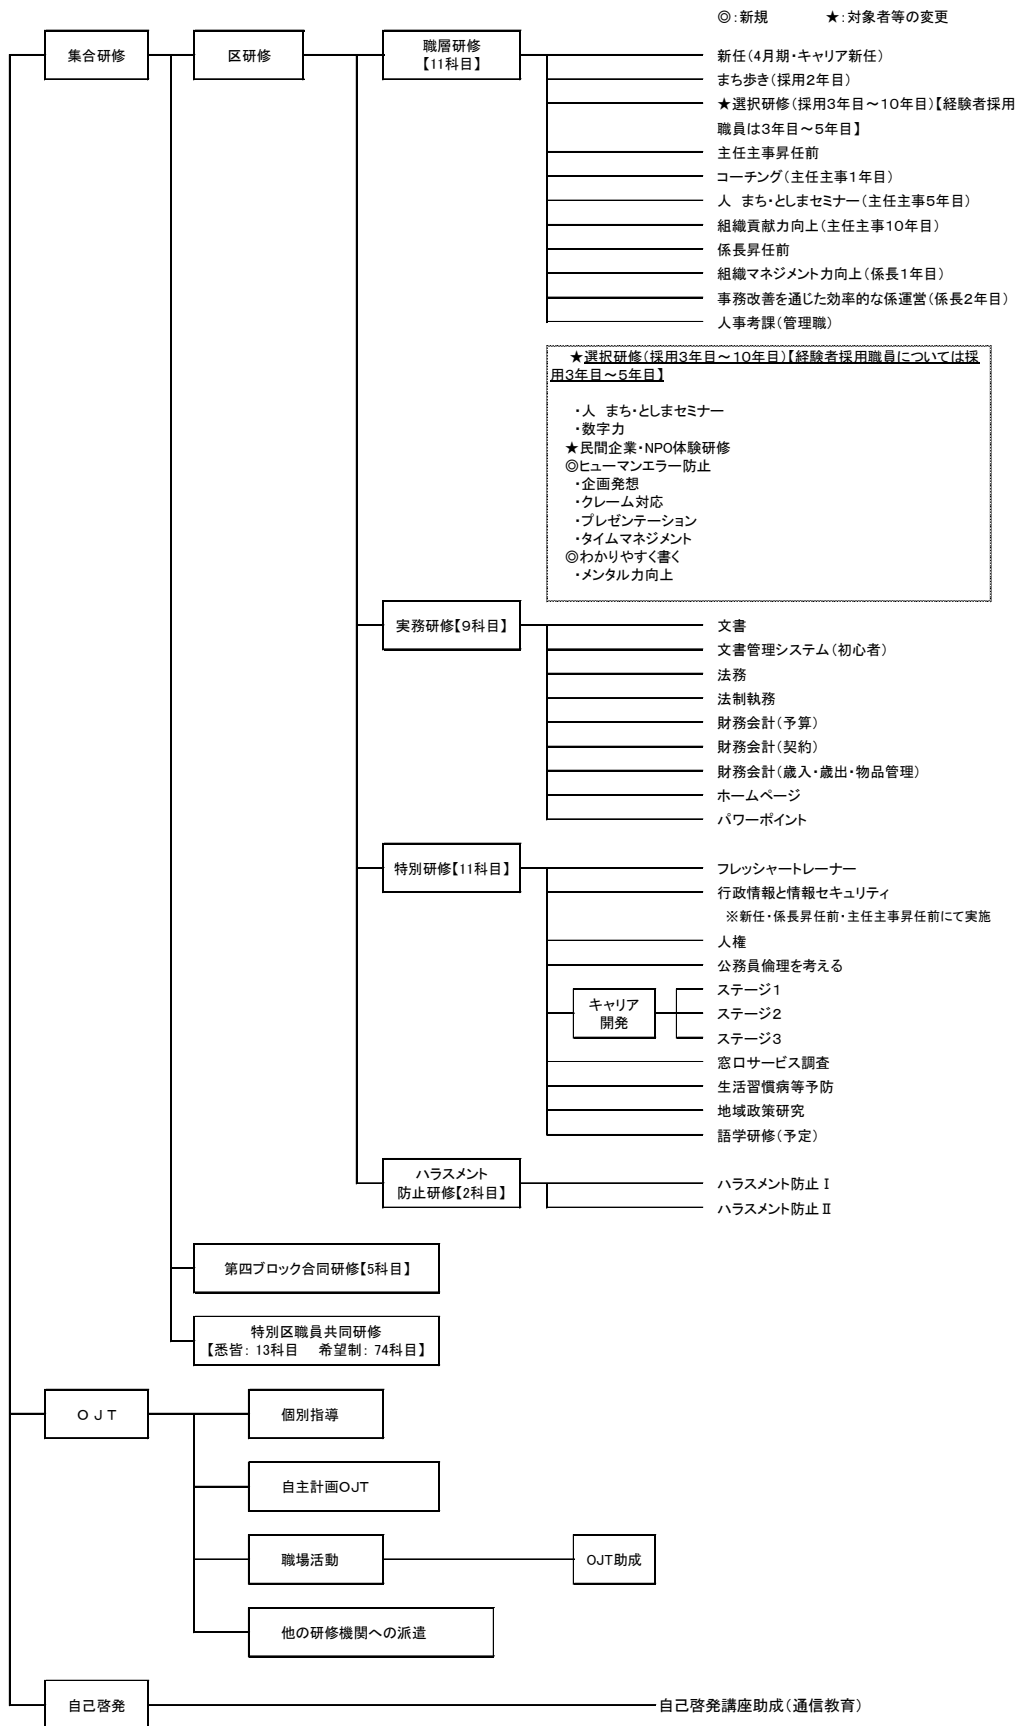 ◎:新規　★:対象者等の変更
集合研修
区研修
職層研修
【11科目】
新任(4月期・キャリア新任)
まち歩き(採用2年目)
★選択研修(採用3年目～10年目)【経験者採用
職員は3年目～5年目】
主任主事昇任前
コーチング(主任主事1年目)
人　まち・としまセミナー(主任主事5年目)
組織貢献力向上(主任主事10年目)
係長昇任前
組織マネジメント力向上(係長1年目)
事務改善を通じた効率的な係運営(係長2年目)
人事考課(管理職)
★選択研修(採用3年目～10年目)【経験者採用職員については採
用3年目～5年目】
・人　まち・としまセミナー
・数字力
★民間企業・NPO体験研修
◎ヒューマンエラー防止
・企画発想
・クレーム対応
・プレゼンテーション
・タイムマネジメント
◎わかりやすく書く
・メンタル力向上
実務研修【9科目】
文書
文書管理システム(初心者)
法務
法制執務
財務会計(予算)
財務会計(契約)
財務会計(歳入・歳出・物品管理)
ホームページ
パワーポイント
特別研修【11科目】
フレッシャートレーナー
行政情報と情報セキュリティ
※新任・係長昇任前・主任主事昇任前にて実施
人権
公務員倫理を考える
キャリア
開発
ステージ1
ステージ2
ステージ3
窓口サービス調査
生活習慣病等予防
地域政策研究
語学研修(予定)
ハラスメント
防止研修【2科目】
ハラスメント防止Ⅰ
ハラスメント防止Ⅱ
第四ブロック合同研修【5科目】
特別区職員共同研修
【悉皆：13科目　希望制：74科目】
OJT
個別指導
自主計画OJT
職場活動
OJT助成
他の研修機関への派遣
自己啓発
自己啓発講座助成(通信教育)